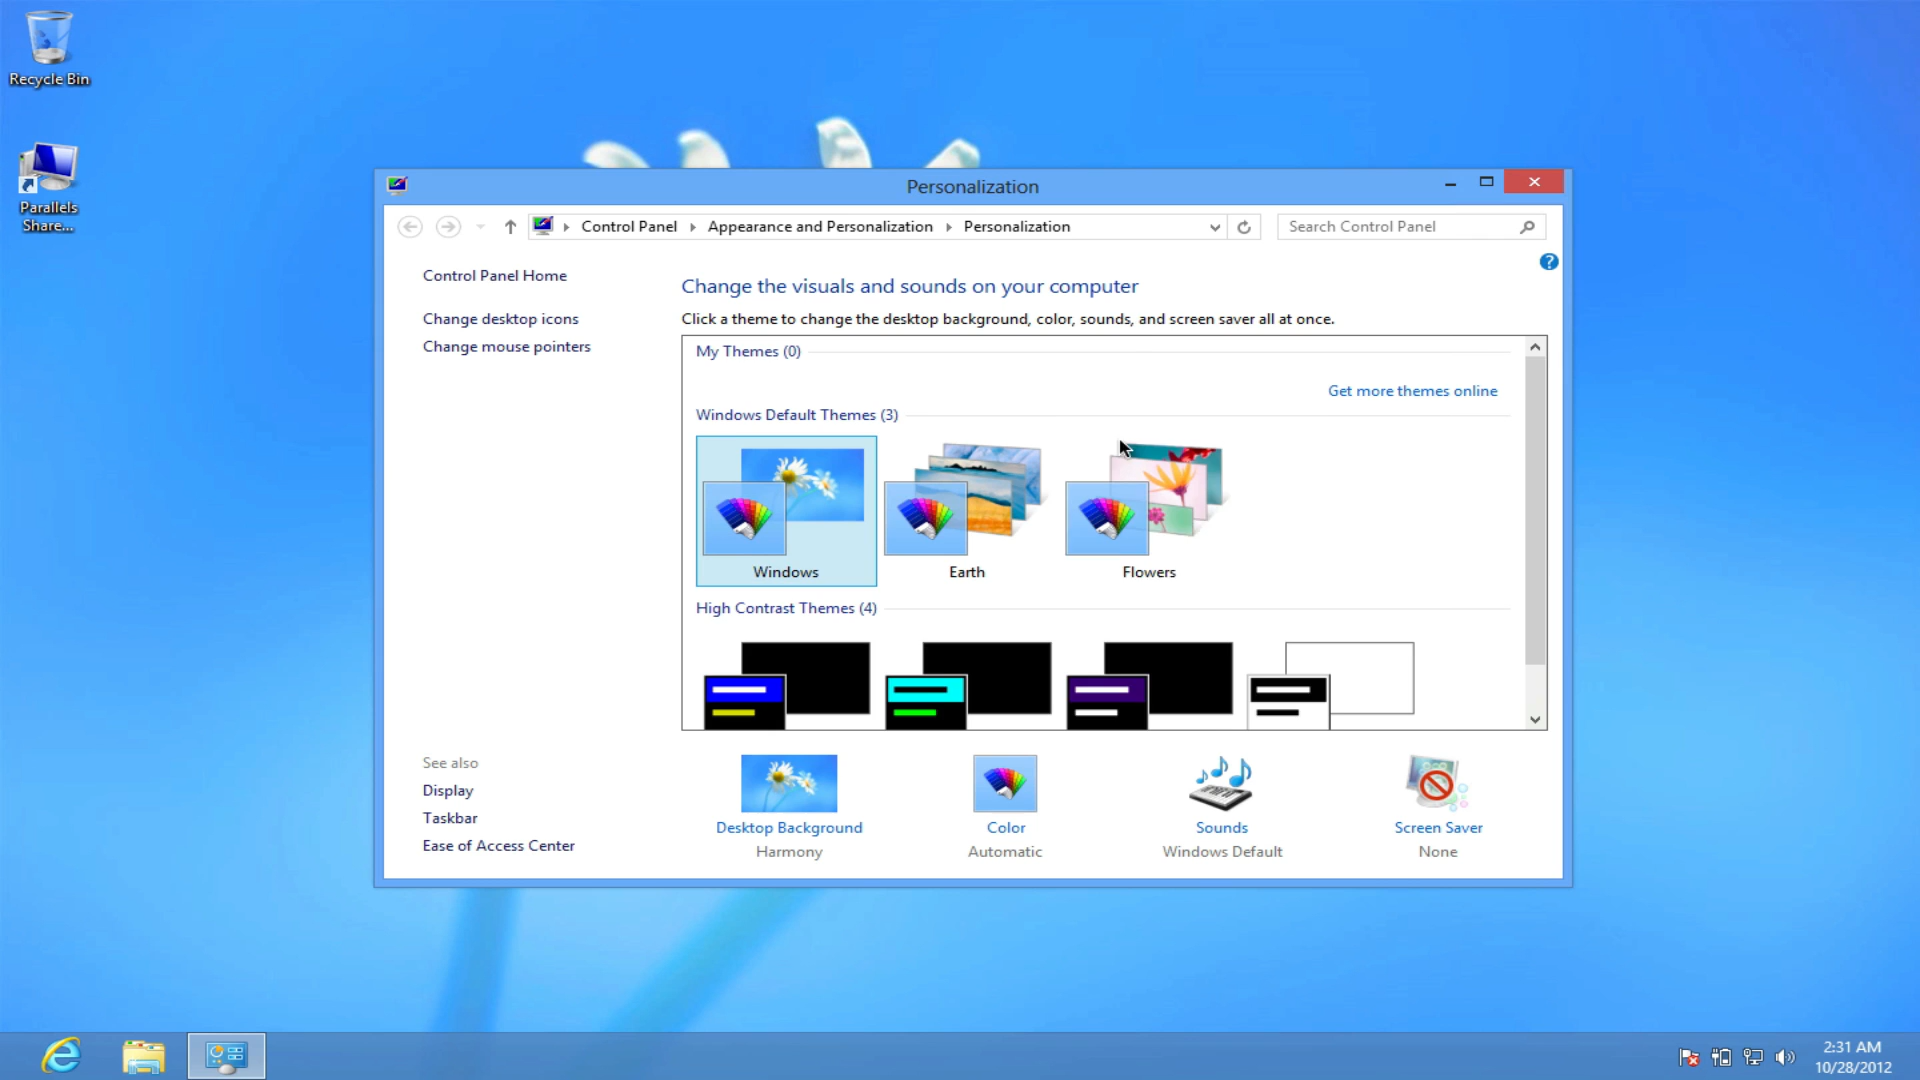 Recycle Bin
Parallels
Share...
Personalization
Control Panel
Appearance and Personalization
Personalization
Search Control Panel
?
Control Panel Home
Change desktop icons
Change mouse pointers
Change the visuals and sounds on your computer
Click a theme to change the desktop background, color, sounds, and screen saver all at once.
My Themes (0)
Get more themes online
Windows Default Themes (3)
Windows
Earth
Flowers
High Contrast Themes (4)
See also
Display
Taskbar
Ease of Access Center
Desktop Background
Harmony
Color
Automatic
Sounds
Windows Default
Screen Saver
None
2:31 AM
10/28/2012